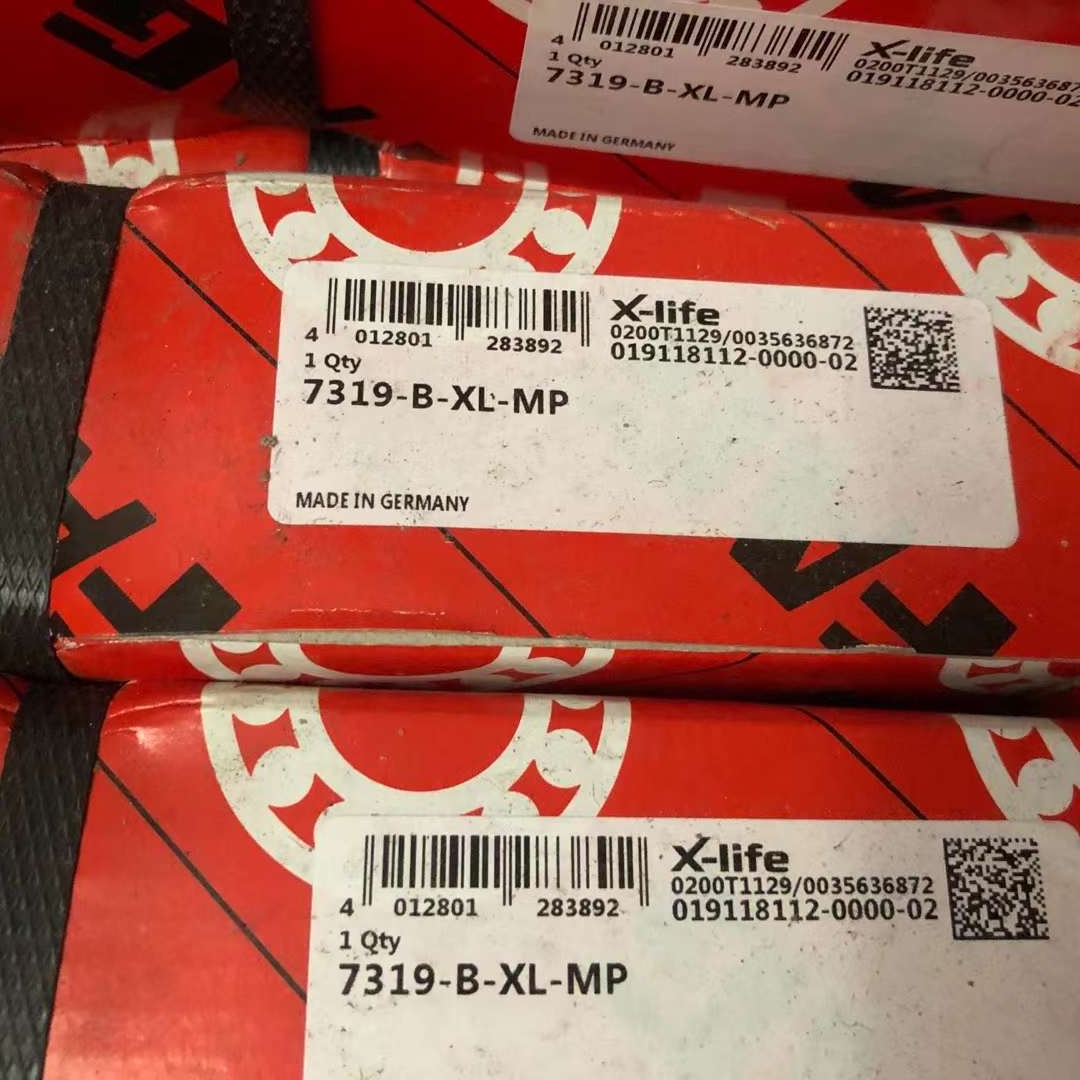 4 012801 283892
1 Qty
7319-B-XL-MP
MADE IN GERMANY
X-life
0200T1129/003563687
019118112-0000-02
4 012801 283892
1 Qty
7319-B-XL-MP
MADE IN GERMANY
X-life
0200T1129/0035636872
019118112-0000-02
4 012801 283892
1 Qty
7319-B-XL-MP
X-life
0200T1129/0035636872
019118112-0000-02